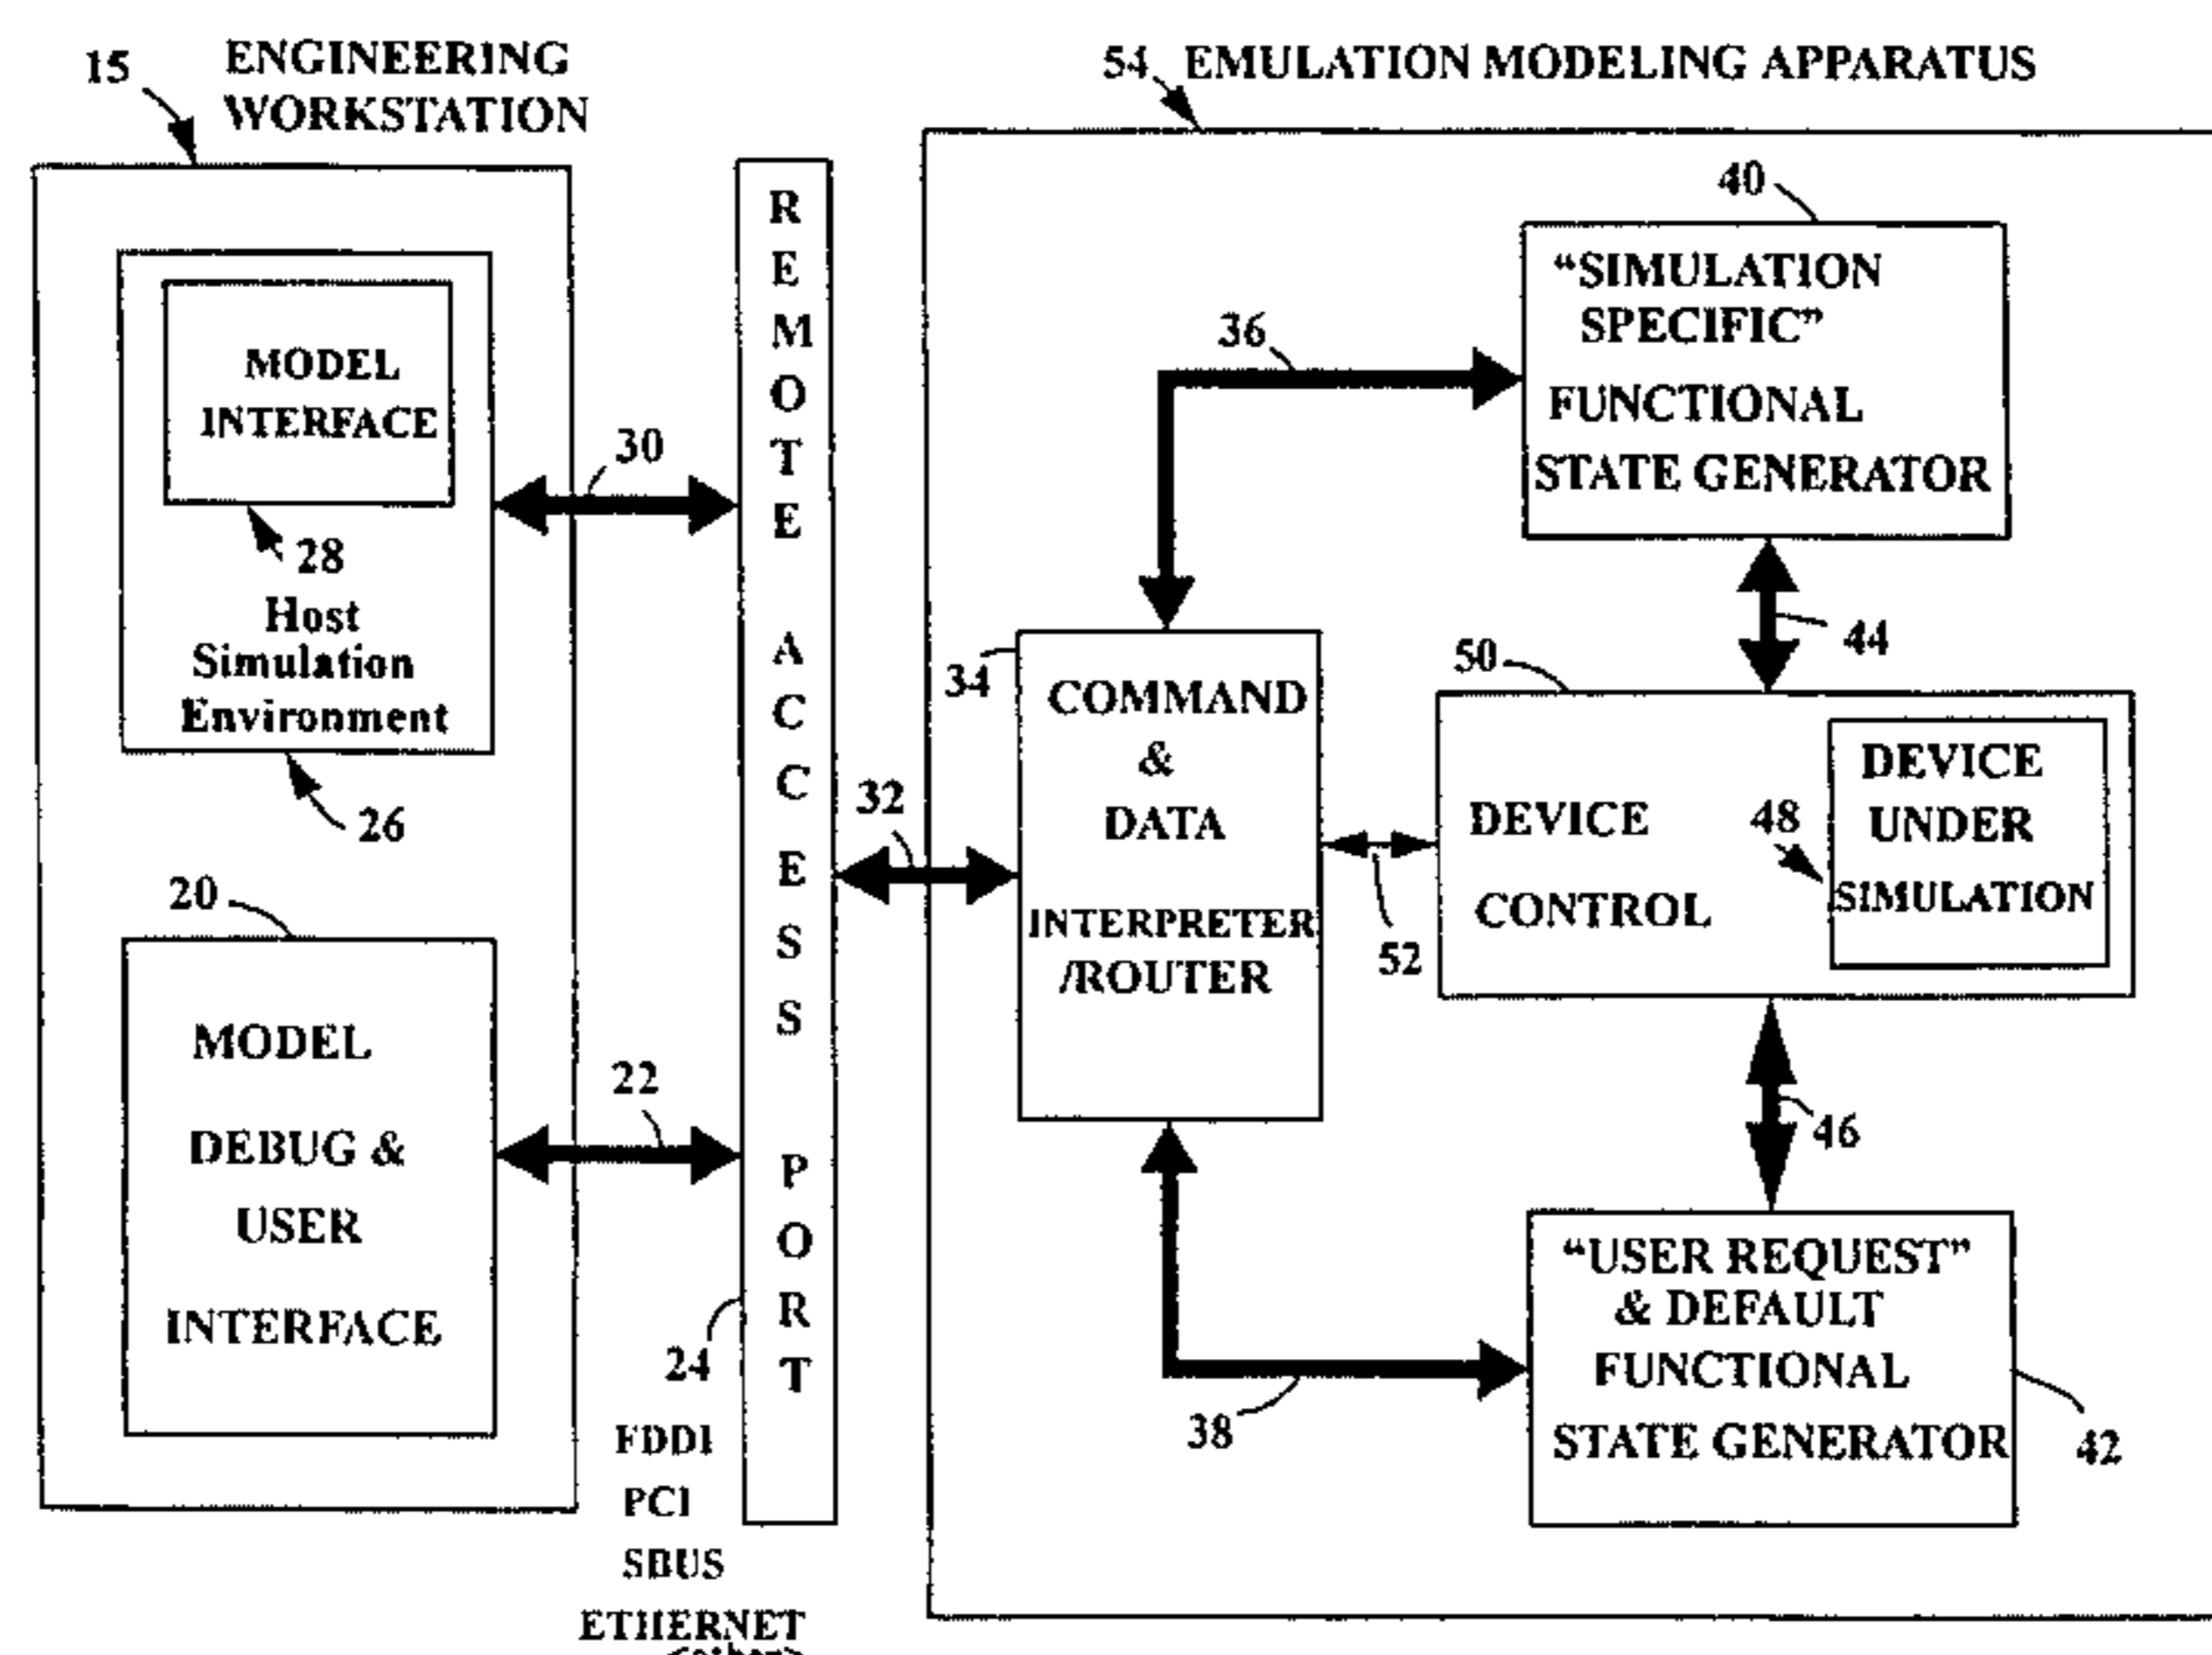 15
ENGINEERING
WORKSTATION
MODEL
INTERFACE
28
Host
Simulation
Environment
26
20
MODEL
DEBUG &
USER
INTERFACE
30
22
REMOTE ACCESS PORT
24
FDDI
PCI
SBUS
ETHERNET
32
54 EMULATION MODELING APPARATUS
34
COMMAND
&
DATA
INTERPRETER
/ROUTER
36
38
40
“SIMULATION
SPECIFIC”
FUNCTIONAL
STATE GENERATOR
44
50
DEVICE
CONTROL
48
DEVICE
UNDER
SIMULATION
52
46
“USER REQUEST”
& DEFAULT
FUNCTIONAL
STATE GENERATOR
42